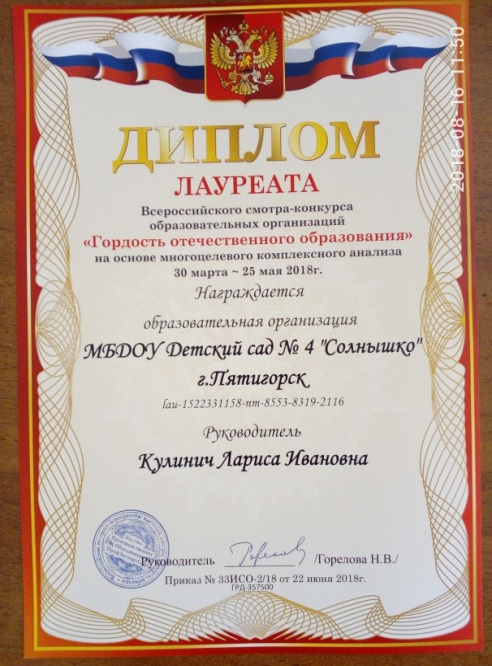 ДИПЛОМ
ЛАУРЕАТА
Всероссийского смотра-конкурса
образовательных организаций
«Гордость отечественного образования»
на основе многоцелевого комплексного анализа
30 марта ~ 25 мая 2018г.
Награждается
образовательная организация
МБДОУ Детский сад № 4 "Солнышко"
г.Пятигорск
lau-1522331158-nm-8553-8319-2116
Руководитель
Кулинич Лариса Ивановна
Руководитель /Горелова Н.В./
Приказ № 33ИСО-2/18 от 22 июня 2018г.
ГРД-357500
2018-08-16 11:50